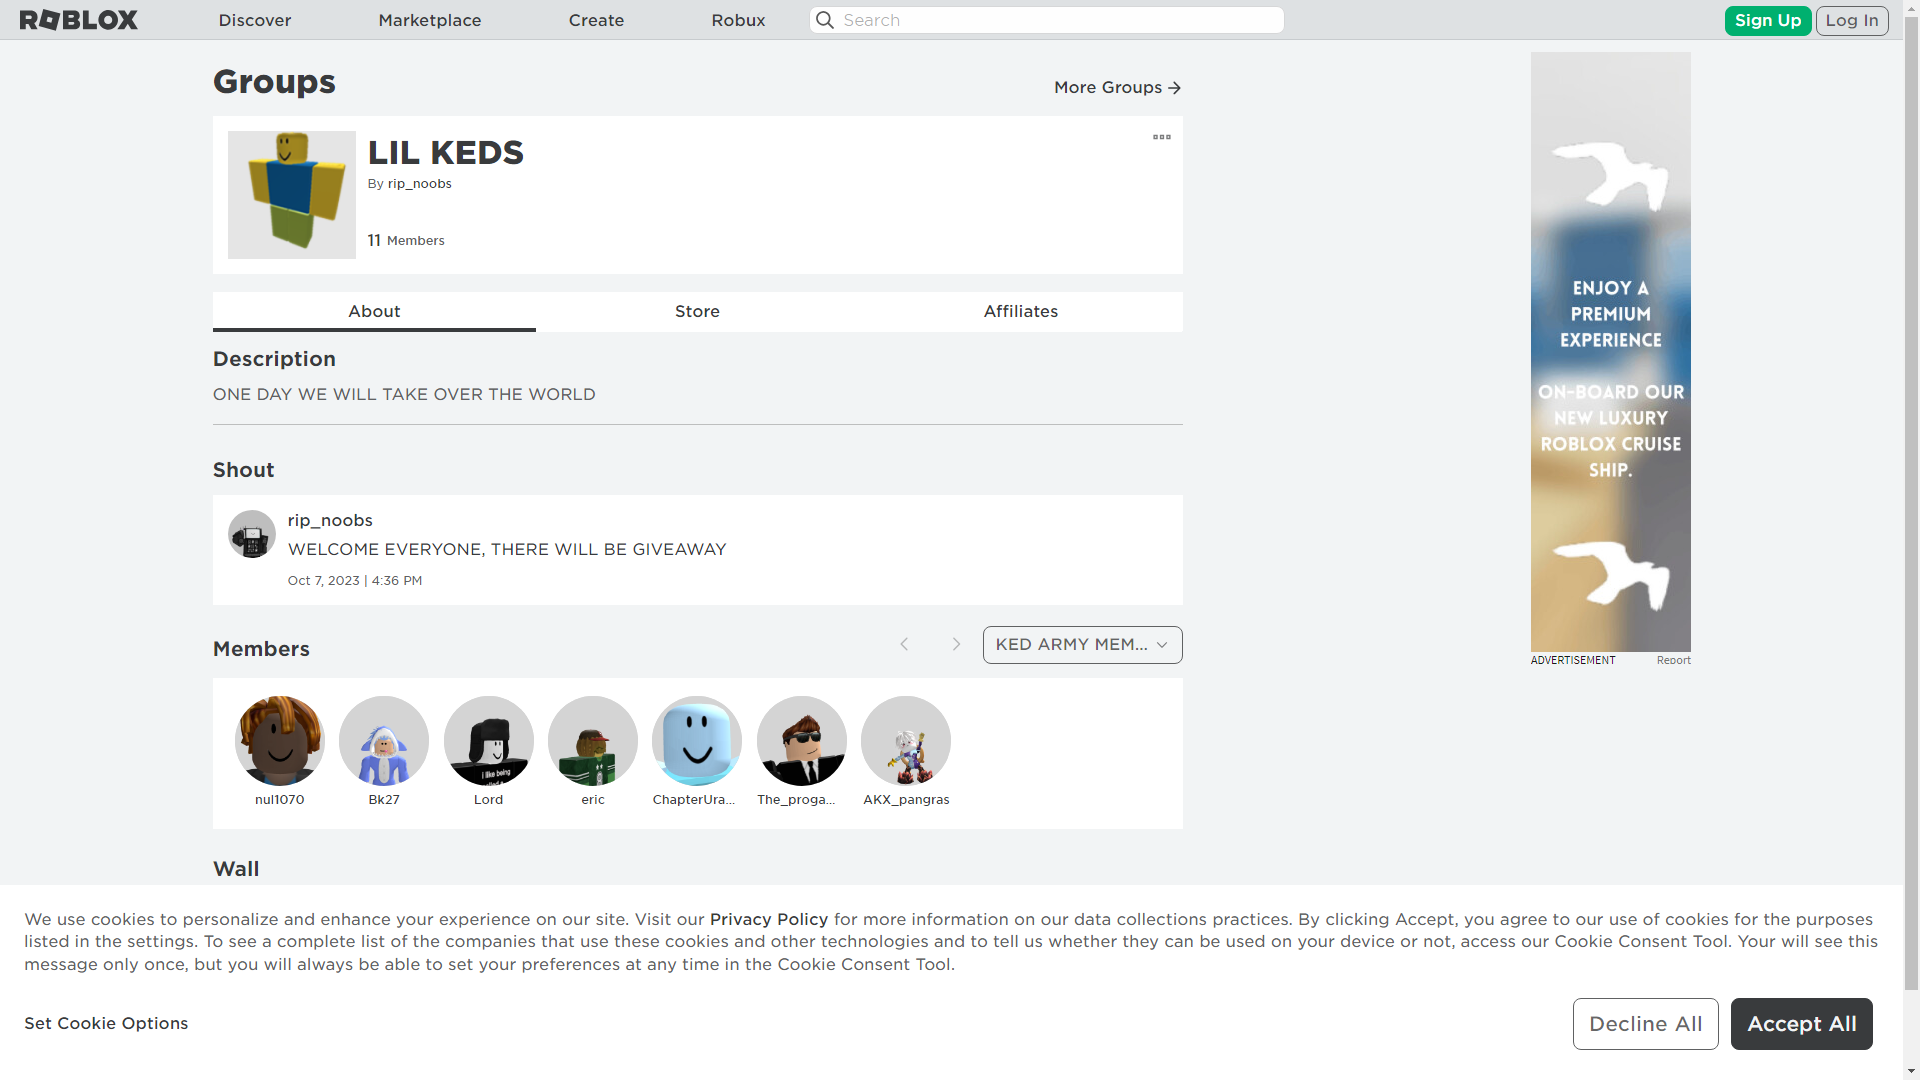 ROBLOX
Discover
Marketplace
Create
Robux
Search
Sign Up
Log In
Groups
More Groups
LIL KEDS
By rip_noobs
11 Members
About
Store
Affiliates
Description
ONE DAY WE WILL TAKE OVER THE WORLD
Shout
rip_noobs
WELCOME EVERYONE, THERE WILL BE GIVEAWAY
Oct 7, 2023 | 4:36 PM
Members
KED ARMY MEM...
i like being
nul1070
Bk27
Lord
eric
ChapterUra...
The_proga...
AKX_pangras
Wall
ENJOY A
PREMIUM
EXPERIENCE
ON-BOARD OUR
NEW LUXURY
ROBLOX CRUISE
SHIP.
ADVERTISEMENT
Report
We use cookies to personalize and enhance your experience on our site. Visit our Privacy Policy for more information on our data collections practices. By clicking Accept, you agree to our use of cookies for the purposes
listed in the settings. To see a complete list of the companies that use these cookies and other technologies and to tell us whether they can be used on your device or not, access our Cookie Consent Tool. Your will see this
message only once, but you will always be able to set your preferences at any time in the Cookie Consent Tool.
Set Cookie Options
Decline All
Accept All